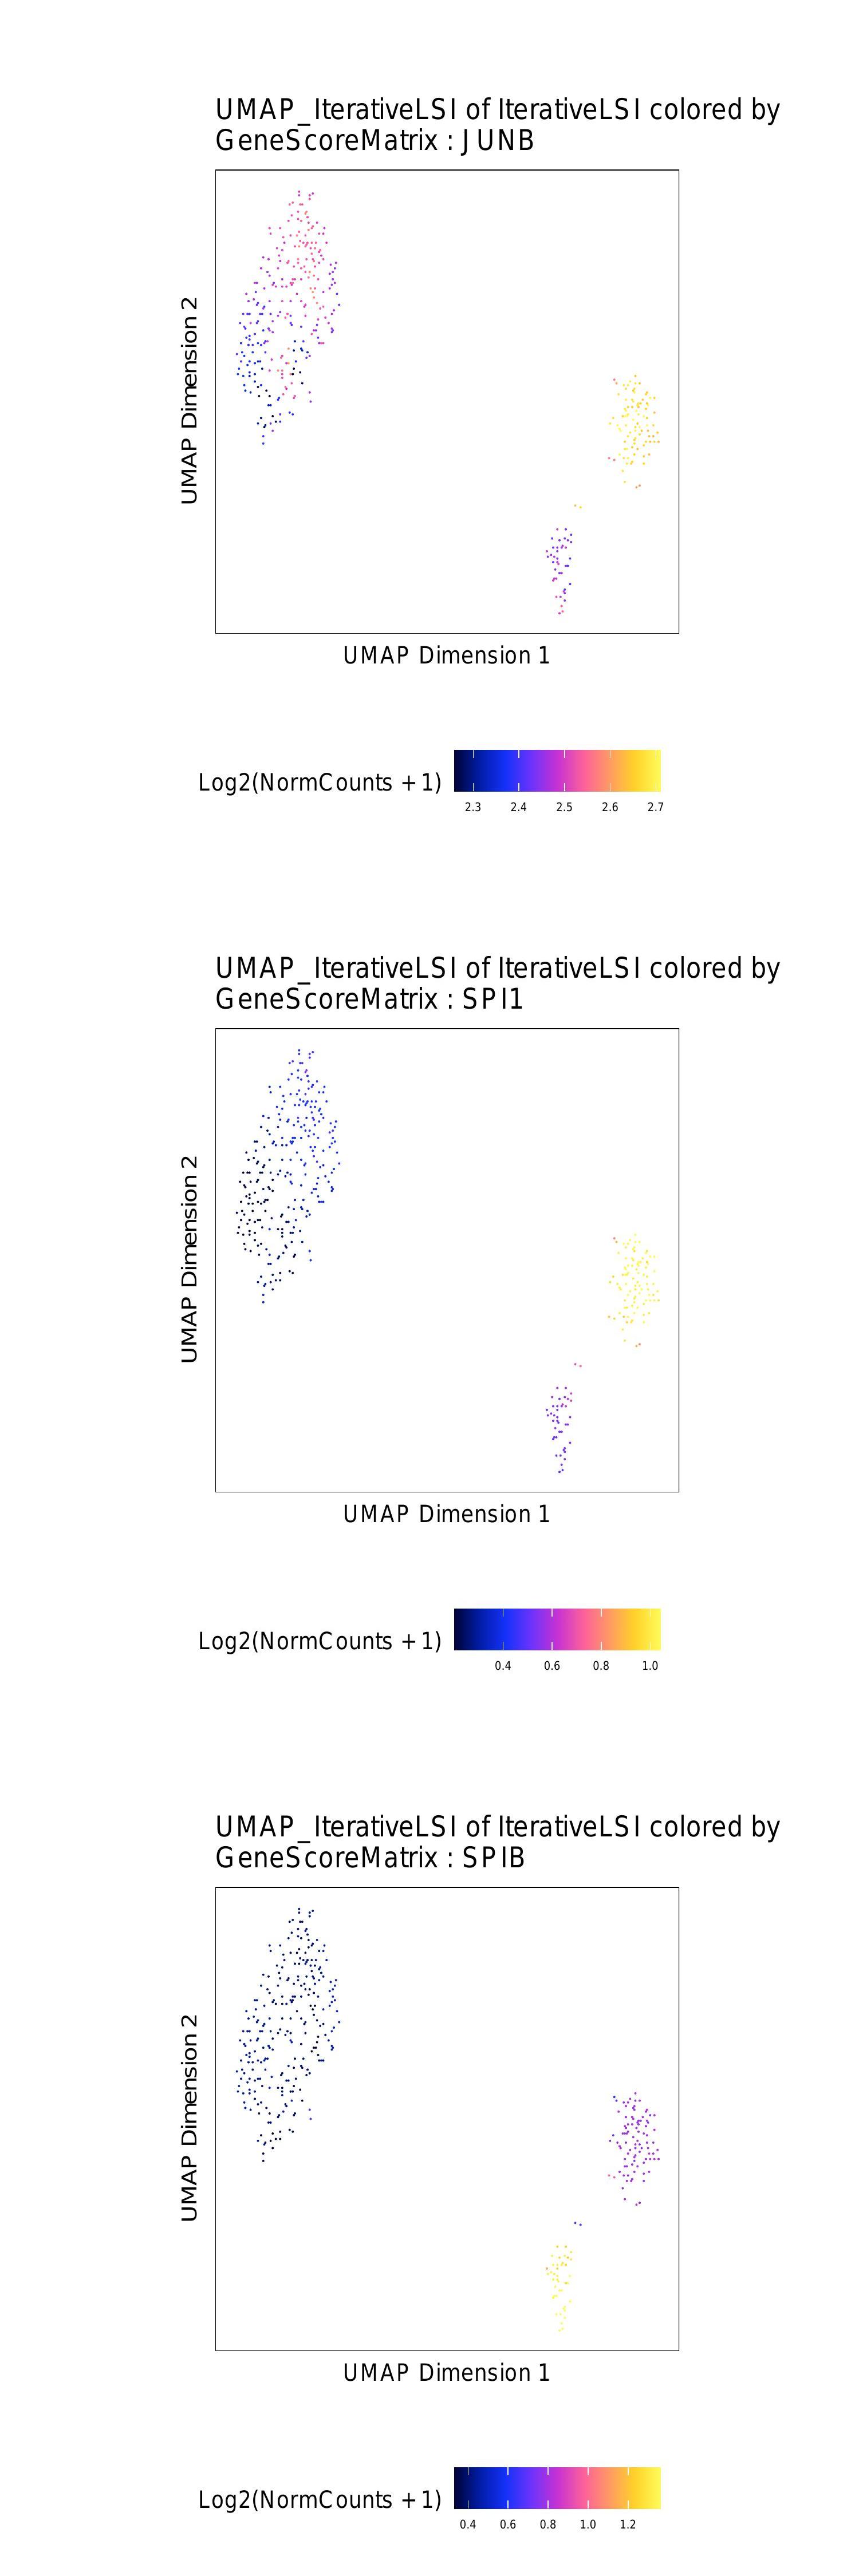 UMAP_IterativeLSI of IterativeLSI colored by
GeneScoreMatrix : JUNB
UMAP Dimension 2
UMAP Dimension 1
Log2(NormCounts + 1)
2.3 2.4 2.5 2.6 2.7
UMAP_IterativeLSI of IterativeLSI colored by
GeneScoreMatrix : SPI1
UMAP Dimension 2
UMAP Dimension 1
Log2(NormCounts + 1)
0.4 0.6 0.8 1.0
UMAP_IterativeLSI of IterativeLSI colored by
GeneScoreMatrix : SPIB
UMAP Dimension 2
UMAP Dimension 1
Log2(NormCounts + 1)
0.4 0.6 0.8 1.0 1.2